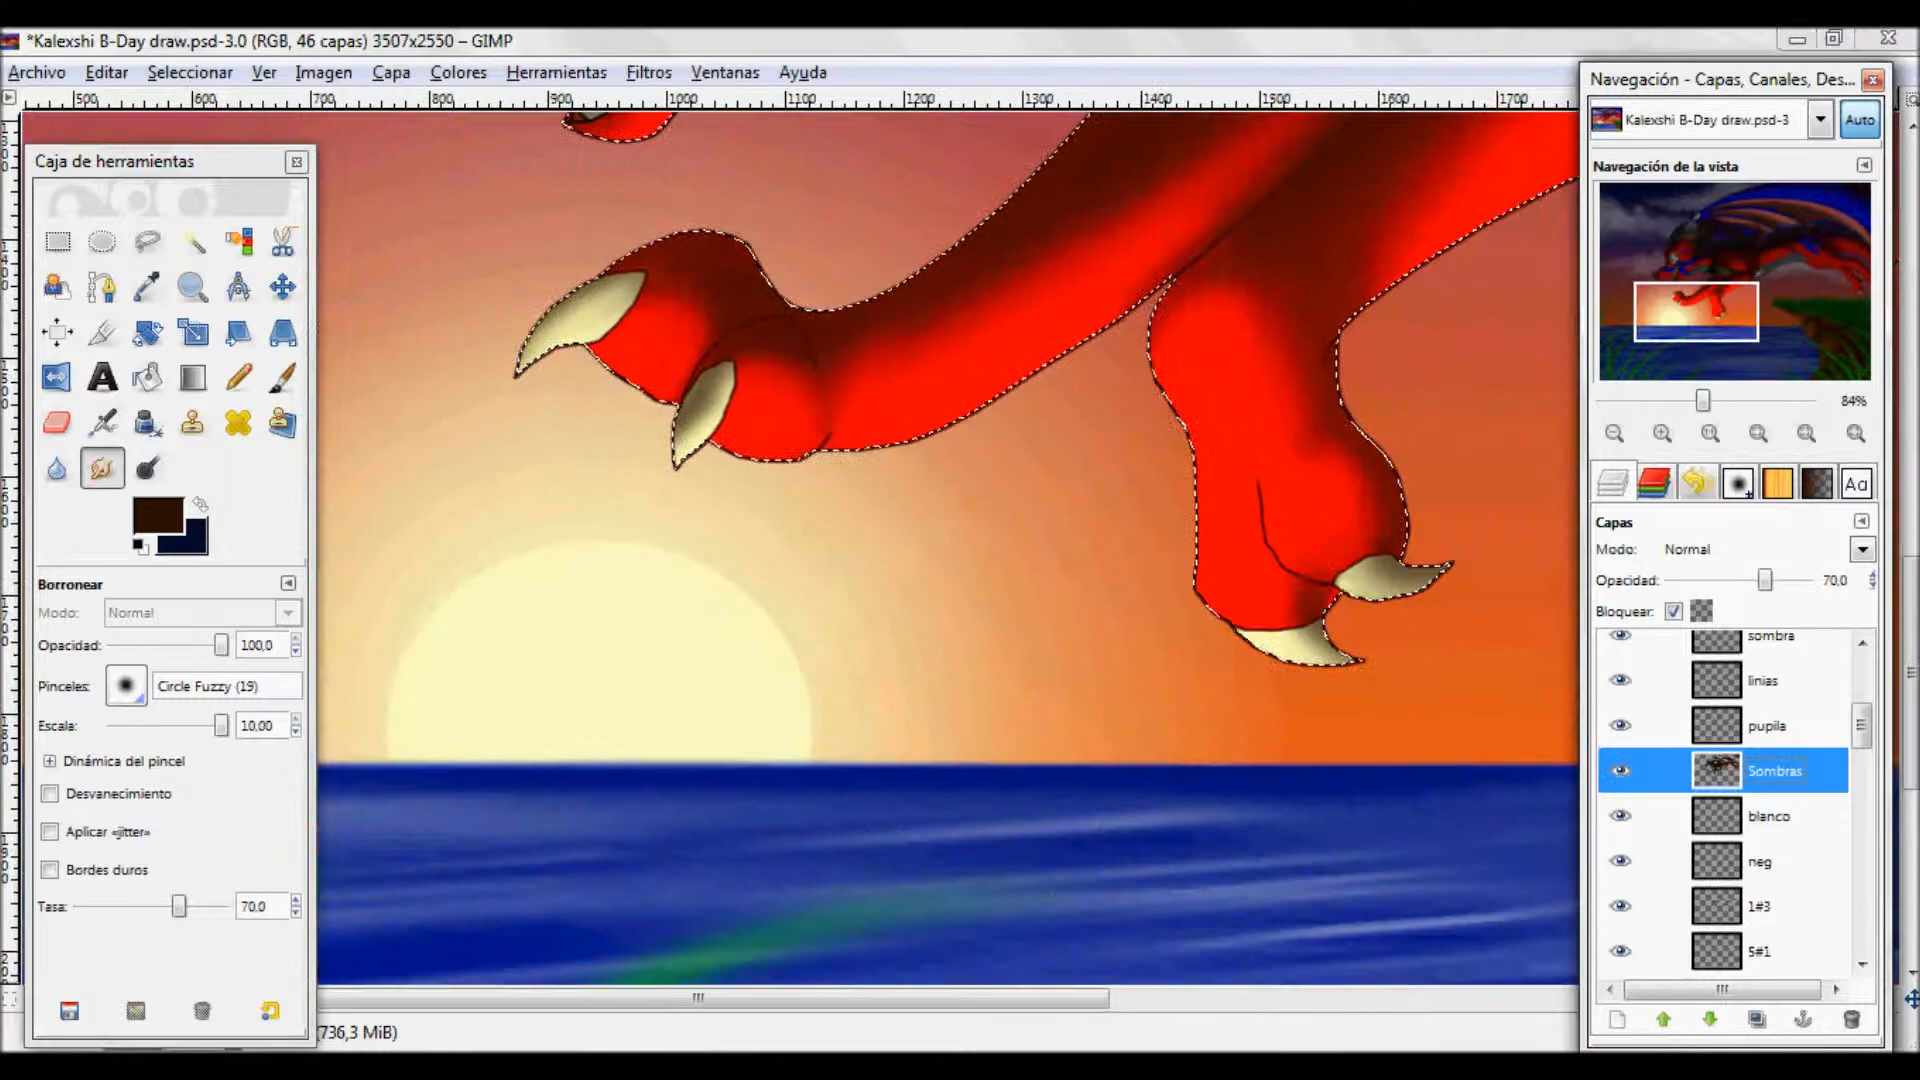 *Kalexshi B-Day draw.psd-3.0 (RGB, 46 capas) 3507x2550 – GIMP
Archivo Editar Seleccionar Ver Imagen Capa Colores Herramientas Filtros Ventanas Ayuda
500 600 700 800 900 1000 1100 1200 1300 1400 1500 1600 1700
Caja de herramientas
Borronear
Modo: Normal
Opacidad: 100,0
Pinceles: Circle Fuzzy (19)
Escala: 10,00
Dinámica del pincel
Desvanecimiento
Aplicar «jitter»
Bordes duros
Tasa: 70,0
(736,3 MiB)
Navegación - Capas, Canales, Des...
Kalexshi B-Day draw.psd-3
Auto
Navegación de la vista
84%
Aa
Capas
Modo: Normal
Opacidad: 70,0
Bloquear:
sombra
linias
pupila
Sombras
blanco
neg
1#3
5#1